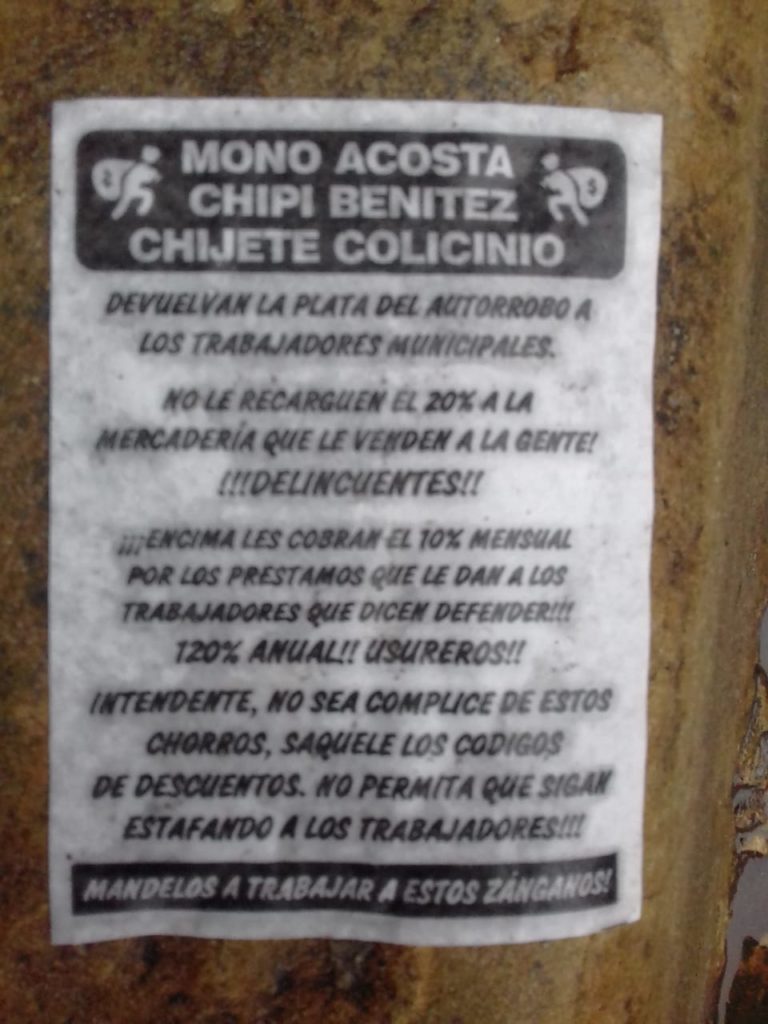 MONO ACOSTA
CHIPI BENITEZ
CHIJETE COLICINIO
$
$
DEVUELVAN LA PLATA DEL AUTORROBO A
LOS TRABAJADORES MUNICIPALES.
NO LE RECARGUEN EL 20% A LA
MERCADERÍA QUE LE VENDEN A LA GENTE!
!!!DELINCUENTES!!
¡¡¡ENCIMA LES COBRAN EL 10% MENSUAL
POR LOS PRESTAMOS QUE LE DAN A LOS
TRABAJADORES QUE DICEN DEFENDER!!!
120% ANUAL!! USUREROS!!
INTENDENTE, NO SEA COMPLICE DE ESTOS
CHORROS, SAQUELE LOS CODIGOS
DE DESCUENTOS. NO PERMITA QUE SIGAN
ESTAFANDO A LOS TRABAJADORES!!!
MANDELOS A TRABAJAR A ESTOS ZÁNGANOS!